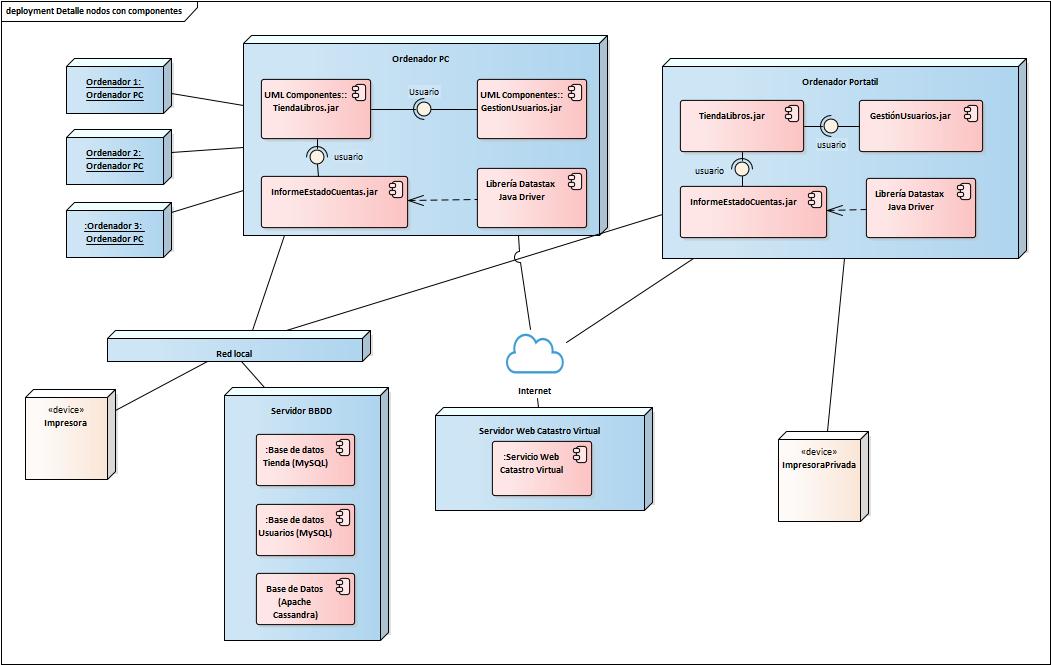 deployment Detalle nodos con componentes
Ordenador 1:
Ordenador PC
Ordenador 2:
Ordenador PC
:Ordenador 3:
Ordenador PC
Ordenador PC
UML Componentes::
TiendaLibros.jar
Usuario
UML Componentes::
GestionUsuarios.jar
usuario
InformeEstadoCuentas.jar
Librería Datastax
Java Driver
Ordenador Portatil
TiendaLibros.jar
usuario
GestiónUsuarios.jar
usuario
InformeEstadoCuentas.jar
Librería Datastax
Java Driver
Red local
Internet
«device»
Impresora
Servidor BBDD
:Base de datos
Tienda (MySQL)
:Base de datos
Usuarios (MySQL)
Base de Datos
(Apache
Cassandra)
Servidor Web Catastro Virtual
:Servicio Web
Catastro Virtual
«device»
ImpresoraPrivada